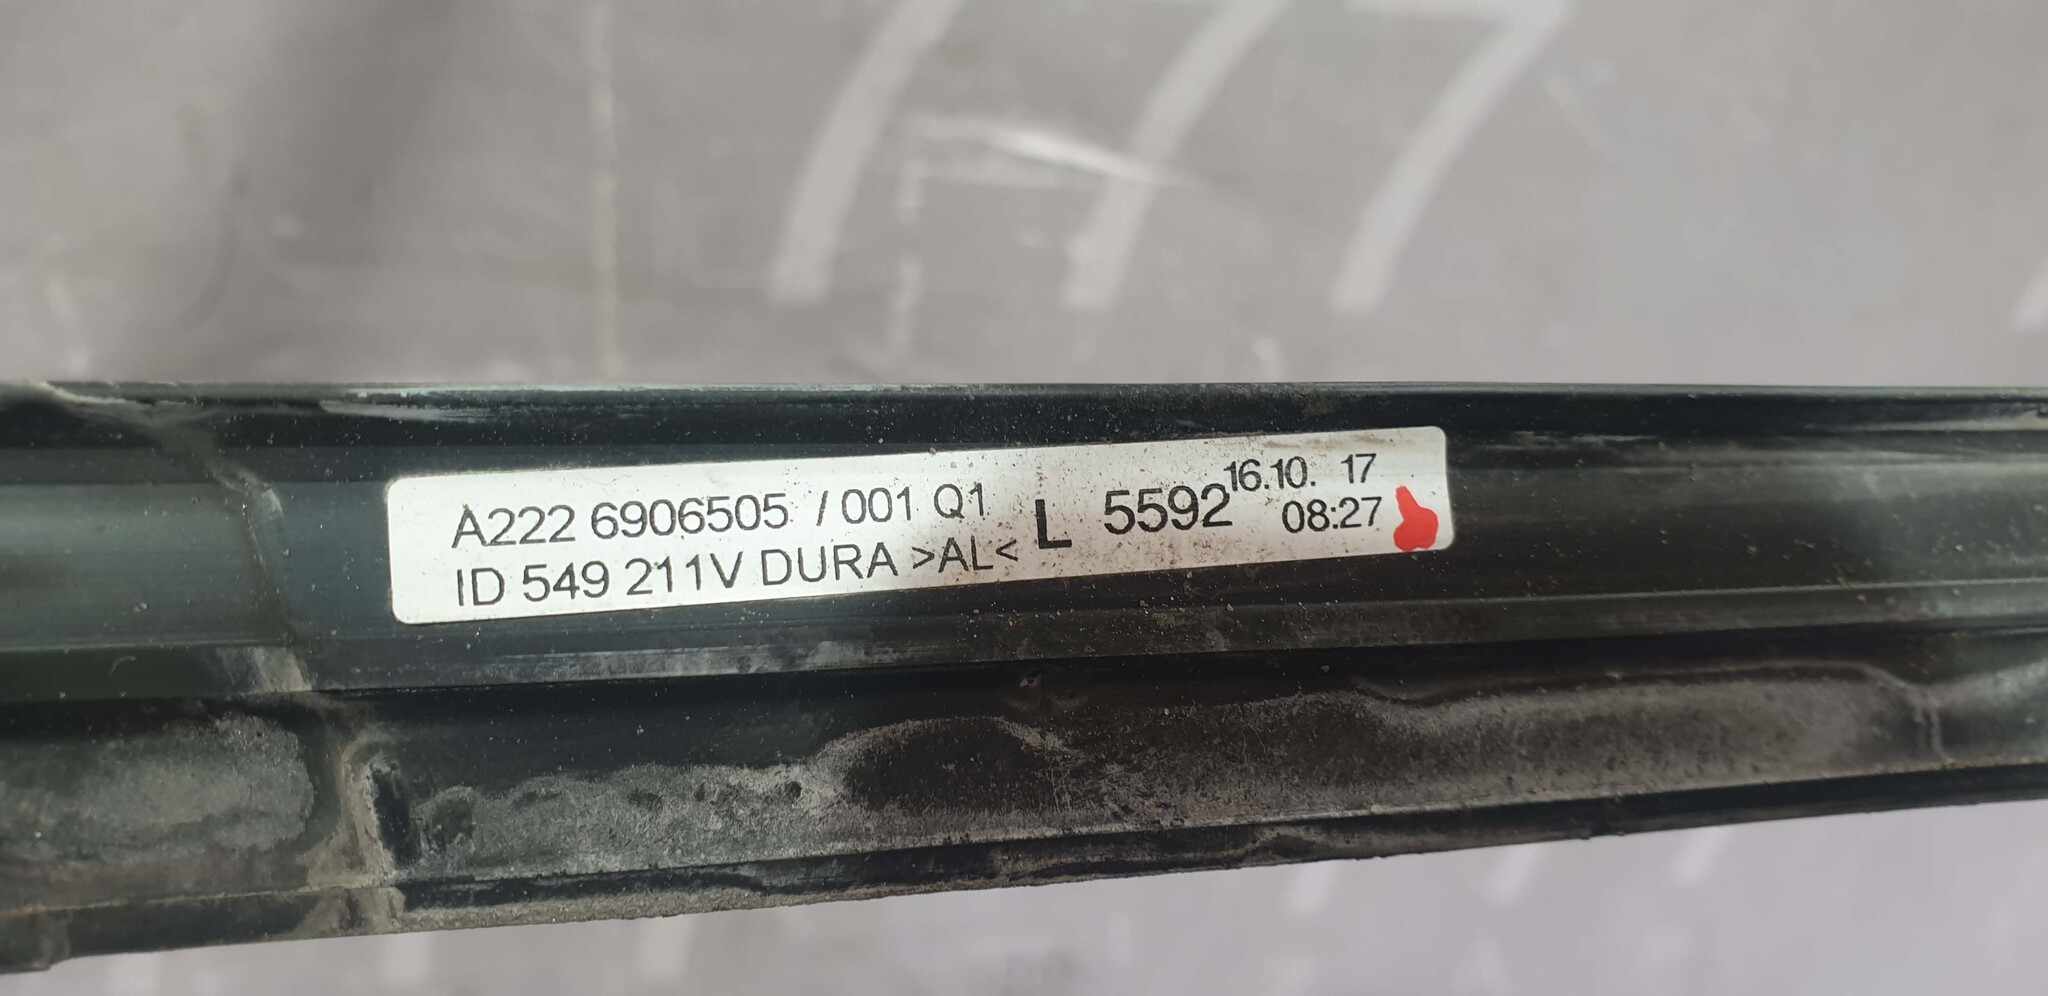 A222 6906505 / 001 Q1 L 5592 16.10. 17
ID 549 211V DURA >AL< 08:27